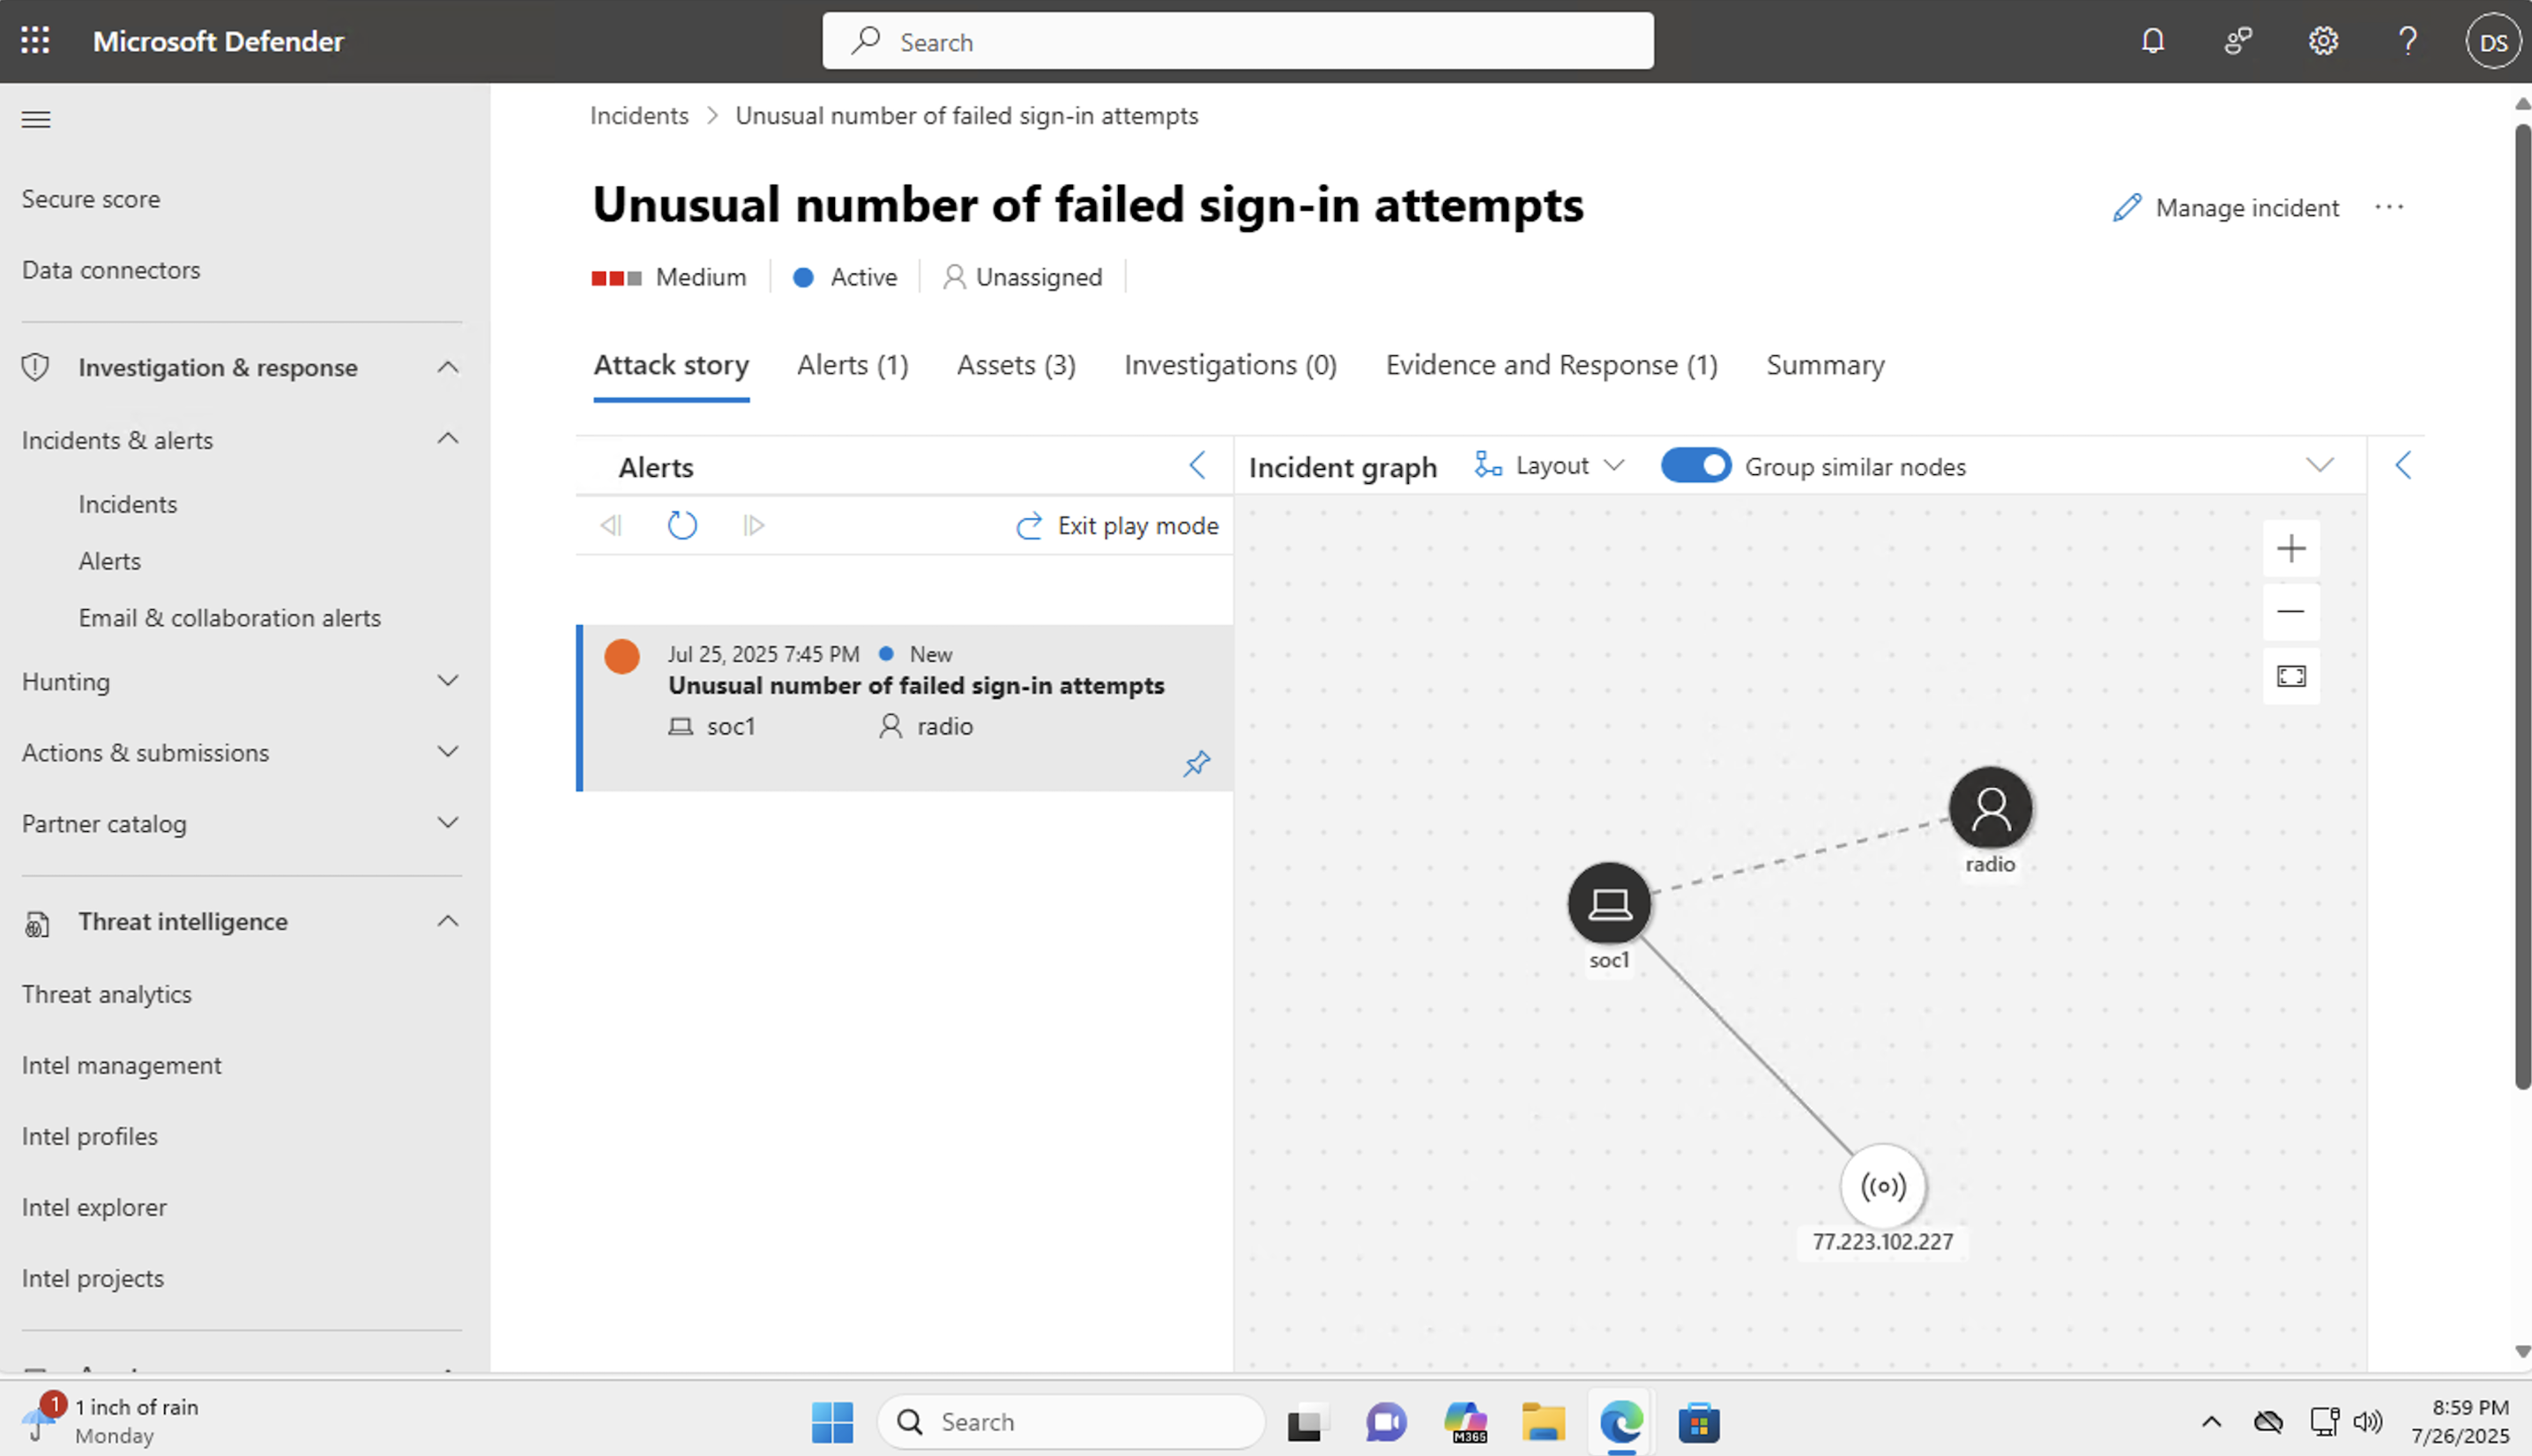 Microsoft Defender
Search
DS
Secure score
Data connectors
Investigation & response
Incidents & alerts
Incidents
Alerts
Email & collaboration alerts
Hunting
Actions & submissions
Partner catalog
Threat intelligence
Threat analytics
Intel management
Intel profiles
Intel explorer
Intel projects
Incidents > Unusual number of failed sign-in attempts
Unusual number of failed sign-in attempts
Manage incident ...
Medium Active Unassigned
Attack story Alerts (1) Assets (3) Investigations (0) Evidence and Response (1) Summary
Alerts
Exit play mode
Jul 25, 2025 7:45 PM New
Unusual number of failed sign-in attempts
soc1 radio
Incident graph Layout Group similar nodes
radio
soc1
77.223.102.227
1
1 inch of rain
Monday
Search
M365
8:59 PM
7/26/2025